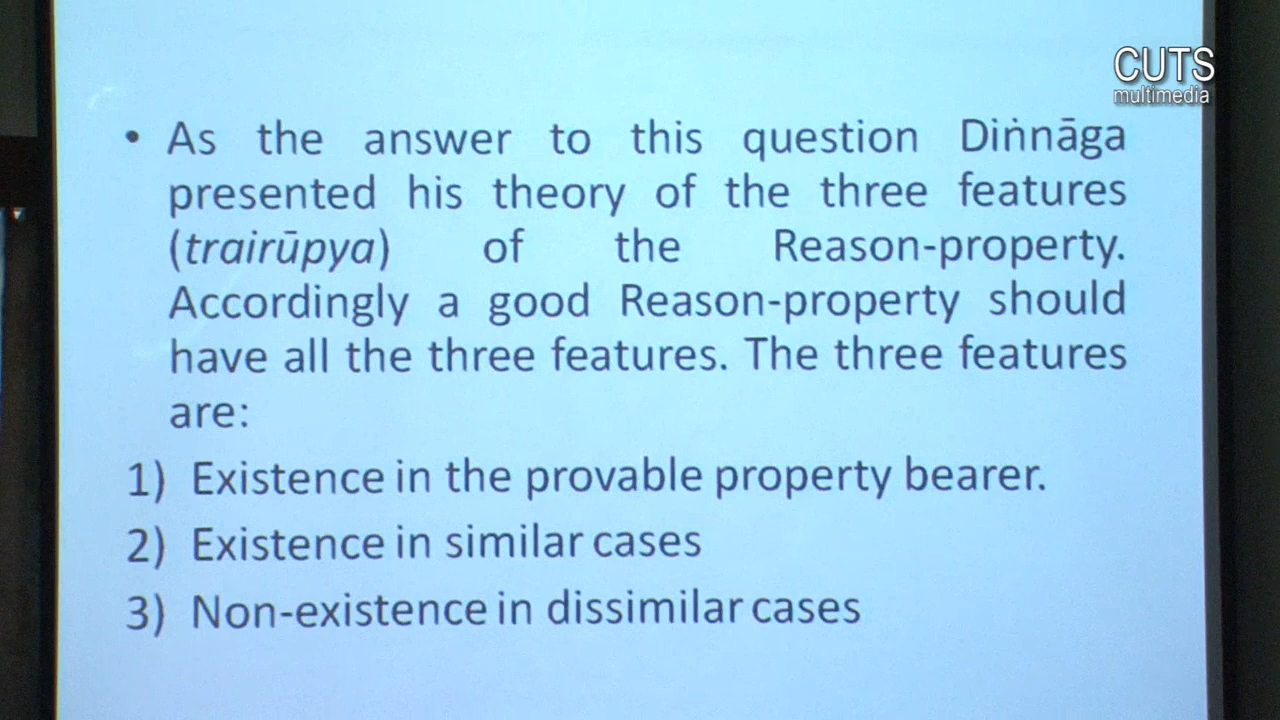 CUTS
multimedia
• As the answer to this question Diṅnāga
presented his theory of the three features
(trairūpya) of the Reason-property.
Accordingly a good Reason-property should
have all the three features. The three features
are:
1) Existence in the provable property bearer.
2) Existence in similar cases
3) Non-existence in dissimilar cases